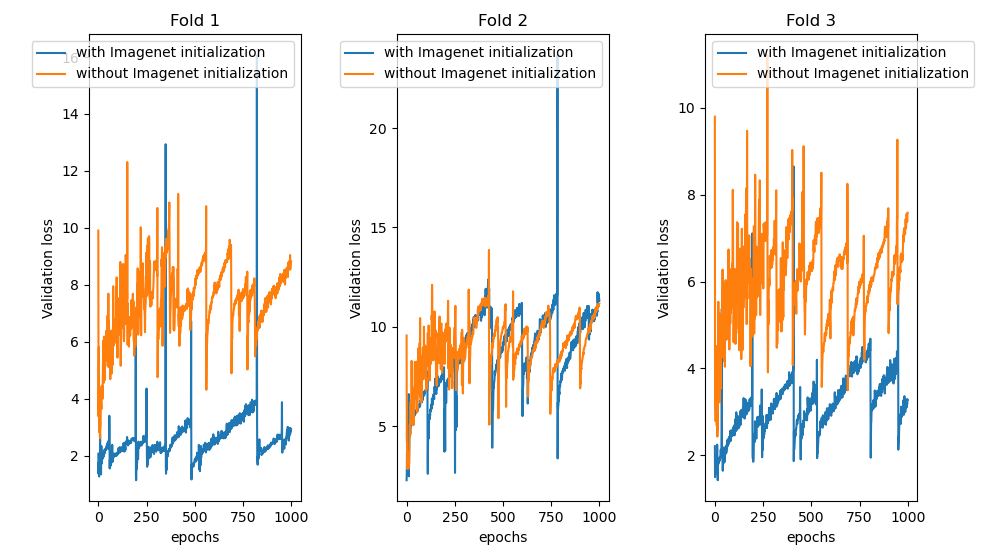 Fold 1
Fold 2
Fold 3
with Imagenet initialization
without Imagenet initialization
with Imagenet initialization
without Imagenet initialization
with Imagenet initialization
without Imagenet initialization
16
14
12
10
8
6
4
2
Validation loss
0
250
500
750
1000
epochs
20
15
10
5
Validation loss
0
250
500
750
1000
epochs
10
8
6
4
2
Validation loss
0
250
500
750
1000
epochs